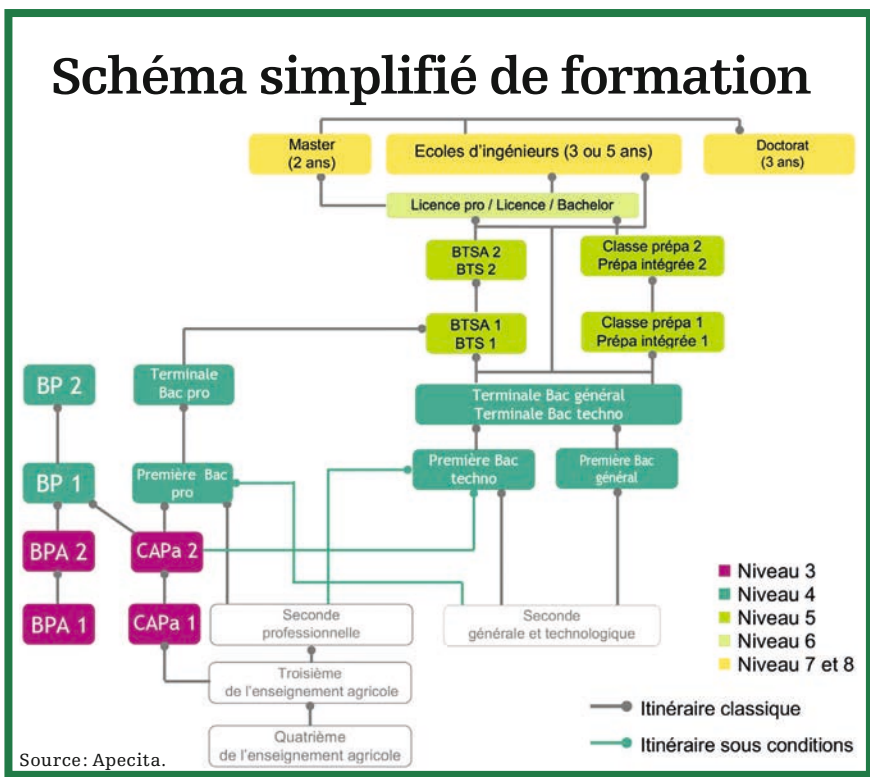 Schéma simplifié de formation
Master
(2 ans)
Ecoles d'ingénieurs (3 ou 5 ans)
Doctorat
(3 ans)
Licence pro / Licence / Bachelor
BTSA 2
BTS 2
Classe prépa 2
Prépa intégrée 2
BTSA 1
BTS 1
Classe prépa 1
Prépa intégrée 1
BP 2
Terminale
Bac pro
Terminale Bac général
Terminale Bac techno
BP 1
Première Bac
pro
Première Bac
techno
Première Bac
général
BPA 2
CAPa 2
BPA 1
CAPa 1
Seconde
professionnelle
Seconde
générale et technologique
Troisième
de l'enseignement agricole
Quatrième
de l'enseignement agricole
Niveau 3
Niveau 4
Niveau 5
Niveau 6
Niveau 7 et 8
Itinéraire classique
Itinéraire sous conditions
Source: Apecita.